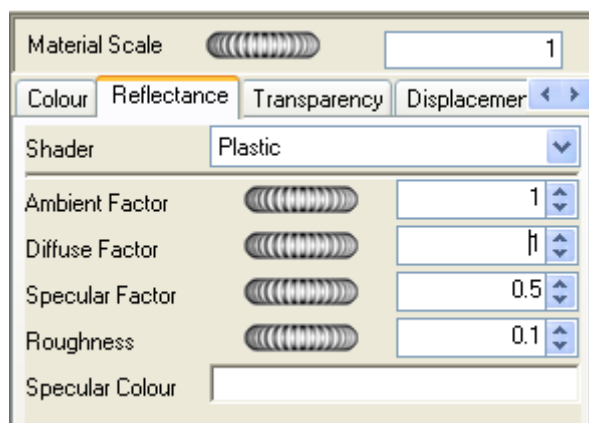 Material Scale 1
Colour Reflectance Transparency Displacemen
Shader Plastic
Ambient Factor 1
Diffuse Factor 1
Specular Factor 0.5
Roughness 0.1
Specular Colour